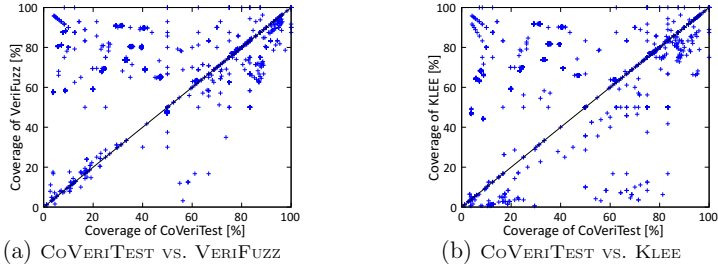 100
80
60
40
20
0
Coverage of VeriFuzz [%]
0 20 40 60 80 100
Coverage of CoVeriTest [%]
(a) CoVeriTest vs. VeriFuzz
100
80
60
40
20
0
Coverage of KLEE [%]
0 20 40 60 80 100
Coverage of CoVeriTest [%]
(b) CoVeriTest vs. Klee